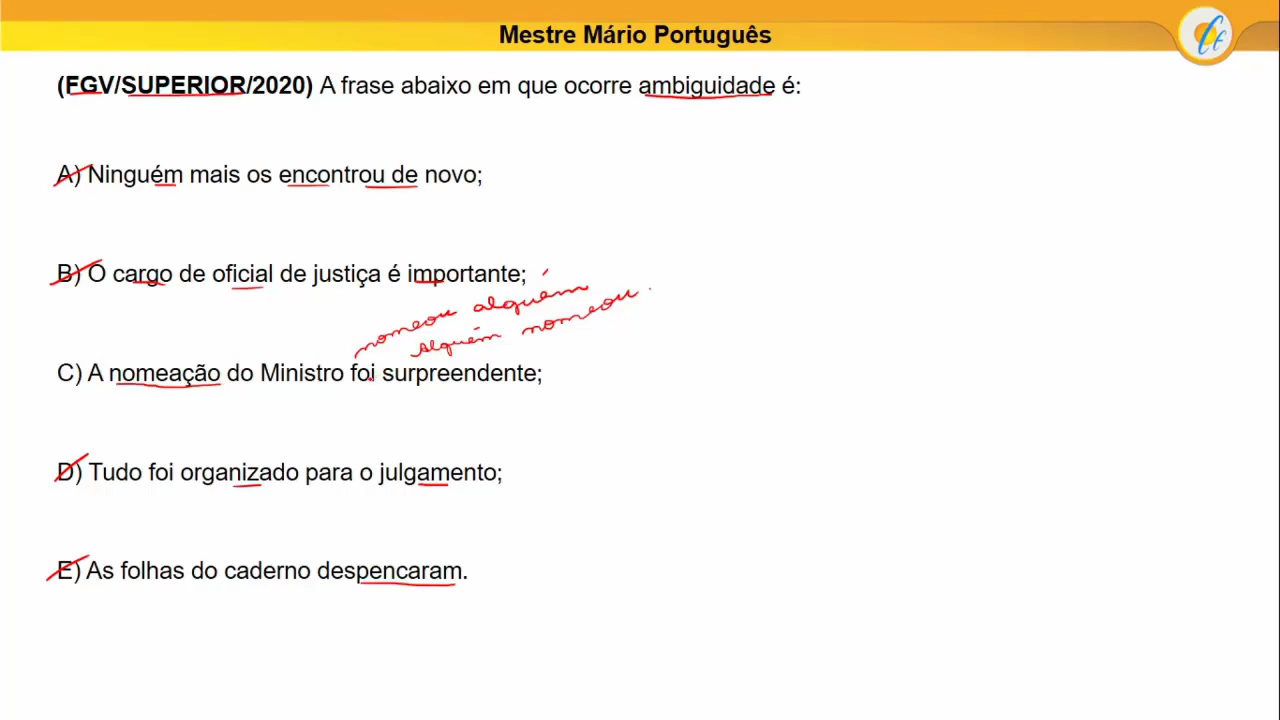 Mestre Mário Português
(FGV/SUPERIOR/2020) A frase abaixo em que ocorre ambiguidade é:
A) Ninguém mais os encontrou de novo;
B) O cargo de oficial de justiça é importante;
nomeou alguém
alguém nomeou
C) A nomeação do Ministro foi surpreendente;
D) Tudo foi organizado para o julgamento;
E) As folhas do caderno despencaram.